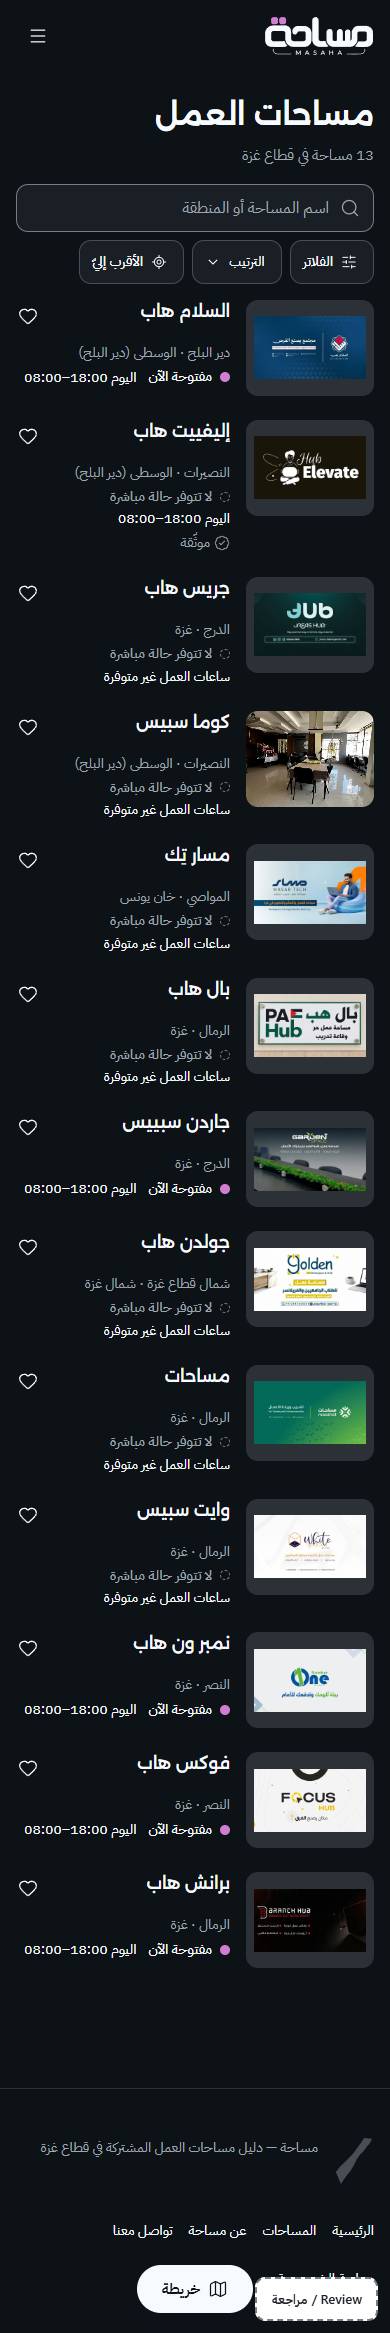 مساحة
MASAHA
مساحات العمل
13 مساحة في قطاع غزة
اسم المساحة أو المنطقة
الفلاتر
الترتيب
الأقرب إليّ
السلام هاب
دير البلح · الوسطى (دير البلح)
مفتوحة الآن اليوم 18:00–08:00
Hub
Elevate
إليفييت هاب
النصيرات · الوسطى (دير البلح)
لا تتوفر حالة مباشرة
اليوم 18:00–08:00
موثّقة
جريس هاب
الدرج · غزة
لا تتوفر حالة مباشرة
ساعات العمل غير متوفرة
كوما سبيس
النصيرات · الوسطى (دير البلح)
لا تتوفر حالة مباشرة
ساعات العمل غير متوفرة
مسار
مسار تِك
المواصي · خان يونس
لا تتوفر حالة مباشرة
ساعات العمل غير متوفرة
بال هب
Hub
مساحة عمل حر
وقاعة تدريب
بال هاب
الرمال · غزة
لا تتوفر حالة مباشرة
ساعات العمل غير متوفرة
GARDEN
جاردن سبييس
الدرج · غزة
مفتوحة الآن اليوم 18:00–08:00
golden
جولدن هاب
شمال قطاع غزة · شمال غزة
لا تتوفر حالة مباشرة
ساعات العمل غير متوفرة
مساحات
مساحات
الرمال · غزة
لا تتوفر حالة مباشرة
ساعات العمل غير متوفرة
White
وايت سبيس
الرمال · غزة
لا تتوفر حالة مباشرة
ساعات العمل غير متوفرة
One
نمبر ون هاب
النصر · غزة
مفتوحة الآن اليوم 18:00–08:00
FOCUS
HUB
فوكس هاب
النصر · غزة
مفتوحة الآن اليوم 18:00–08:00
BRANCH HUB
برانش هاب
الرمال · غزة
مفتوحة الآن اليوم 18:00–08:00
مساحة — دليل مساحات العمل المشتركة في قطاع غزة
الرئيسية المساحات عن مساحة تواصل معنا
خريطة
مراجعة / Review